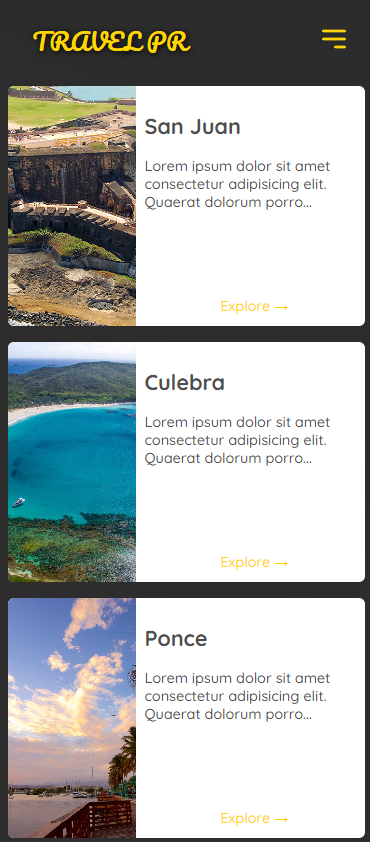 TRAVEL PR
San Juan
Lorem ipsum dolor sit amet
consectetur adipisicing elit.
Quaerat dolorum porro...
Explore →
Culebra
Lorem ipsum dolor sit amet
consectetur adipisicing elit.
Quaerat dolorum porro...
Explore →
Ponce
Lorem ipsum dolor sit amet
consectetur adipisicing elit.
Quaerat dolorum porro...
Explore →